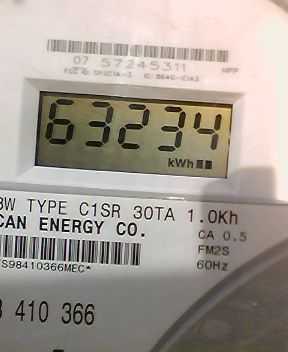 07 57245311
63234
kWh
3W TYPE C1SR 30TA 1.0Kh
CAN ENERGY CO.
CA 0.5
FM2S
60Hz
*S98410366MEC*
410 366